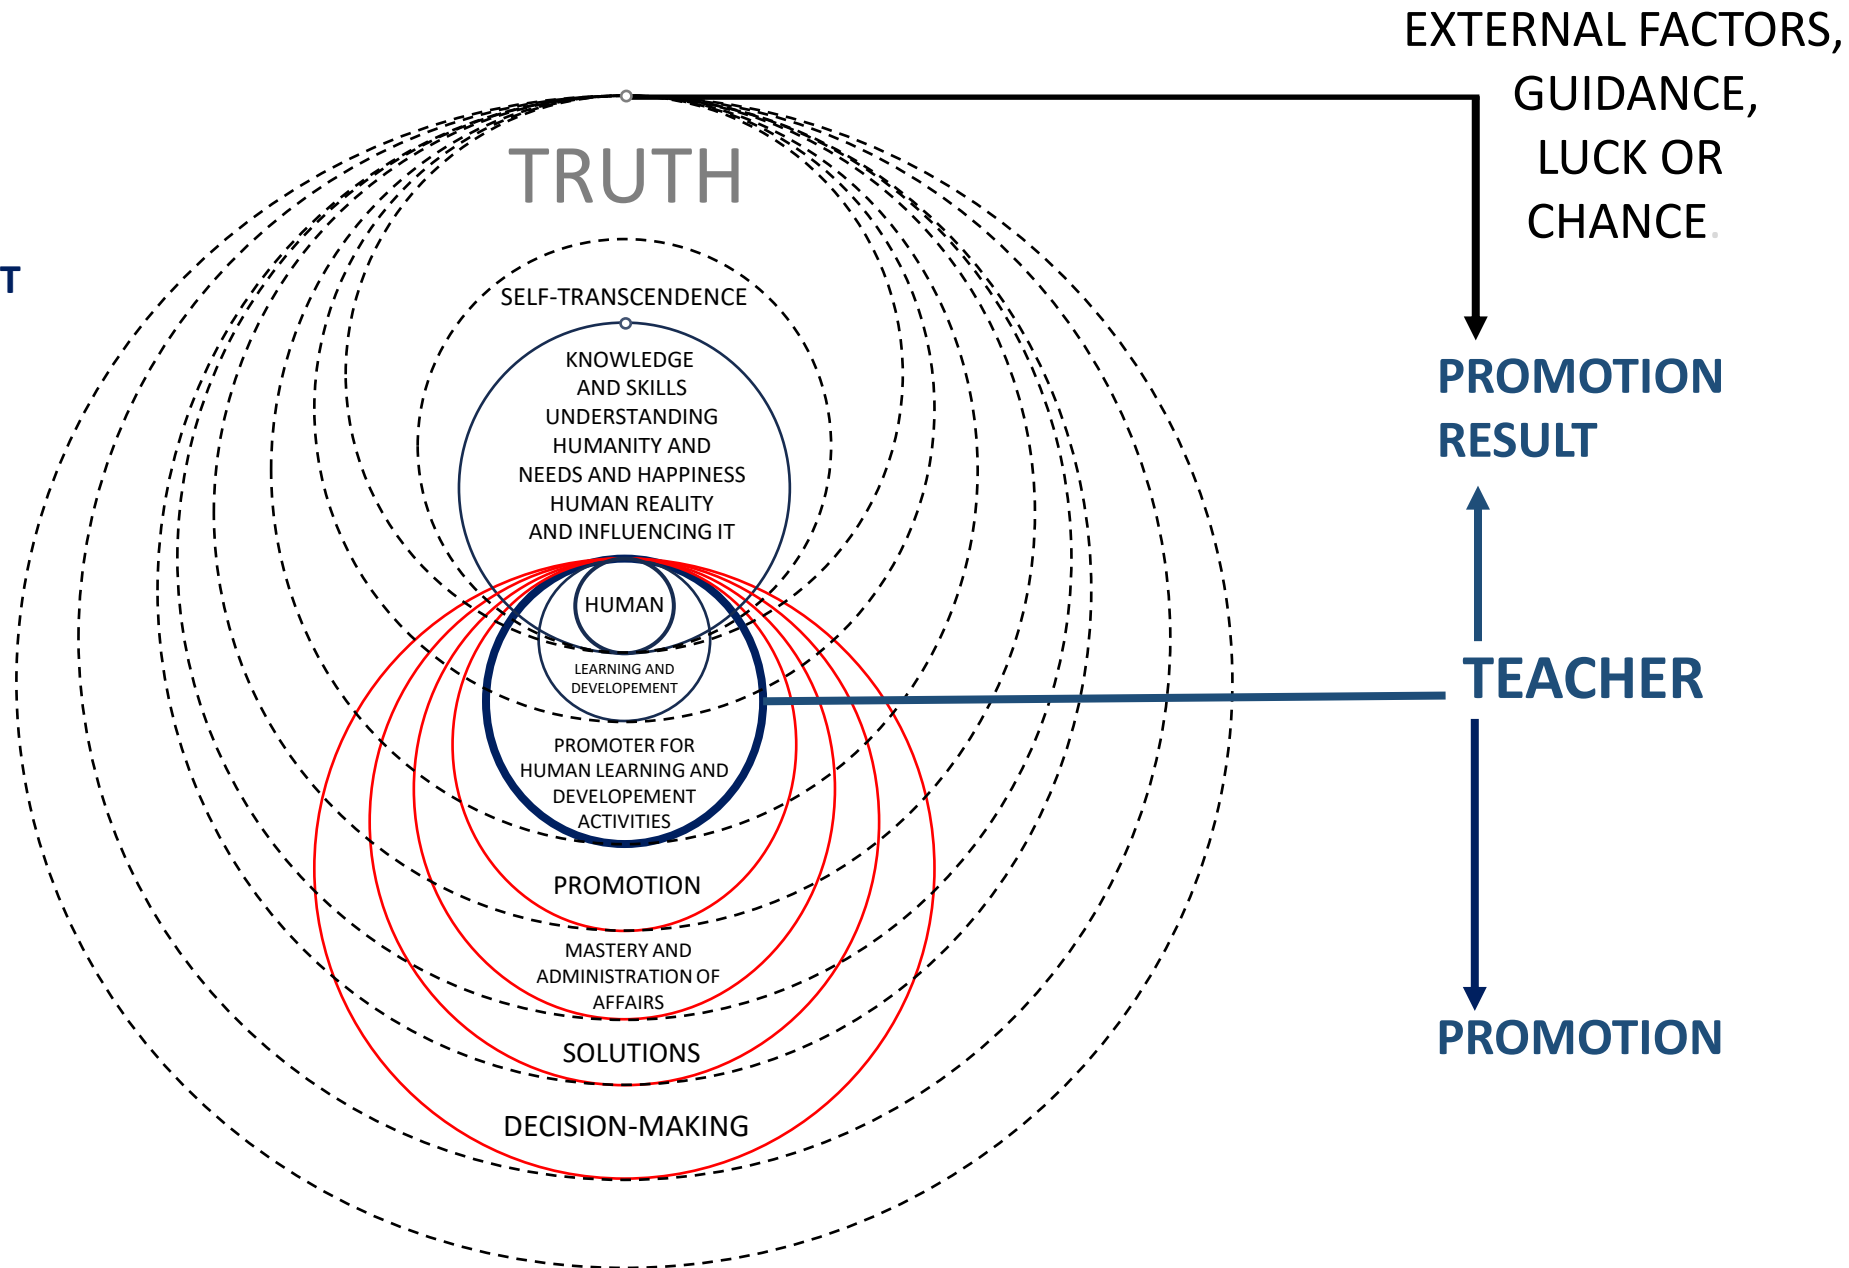 EXTERNAL FACTORS,
GUIDANCE,
LUCK OR
CHANCE.
TRUTH
T
SELF-TRANSCENDENCE
KNOWLEDGE
AND SKILLS
UNDERSTANDING
HUMANITY AND
NEEDS AND HAPPINESS
HUMAN REALITY
AND INFLUENCING IT
HUMAN
LEARNING AND
DEVELOPEMENT
PROMOTER FOR
HUMAN LEARNING AND
DEVELOPEMENT
ACTIVITIES
PROMOTION
MASTERY AND
ADMINISTRATION OF
AFFAIRS
SOLUTIONS
DECISION-MAKING
PROMOTION
RESULT
TEACHER
PROMOTION